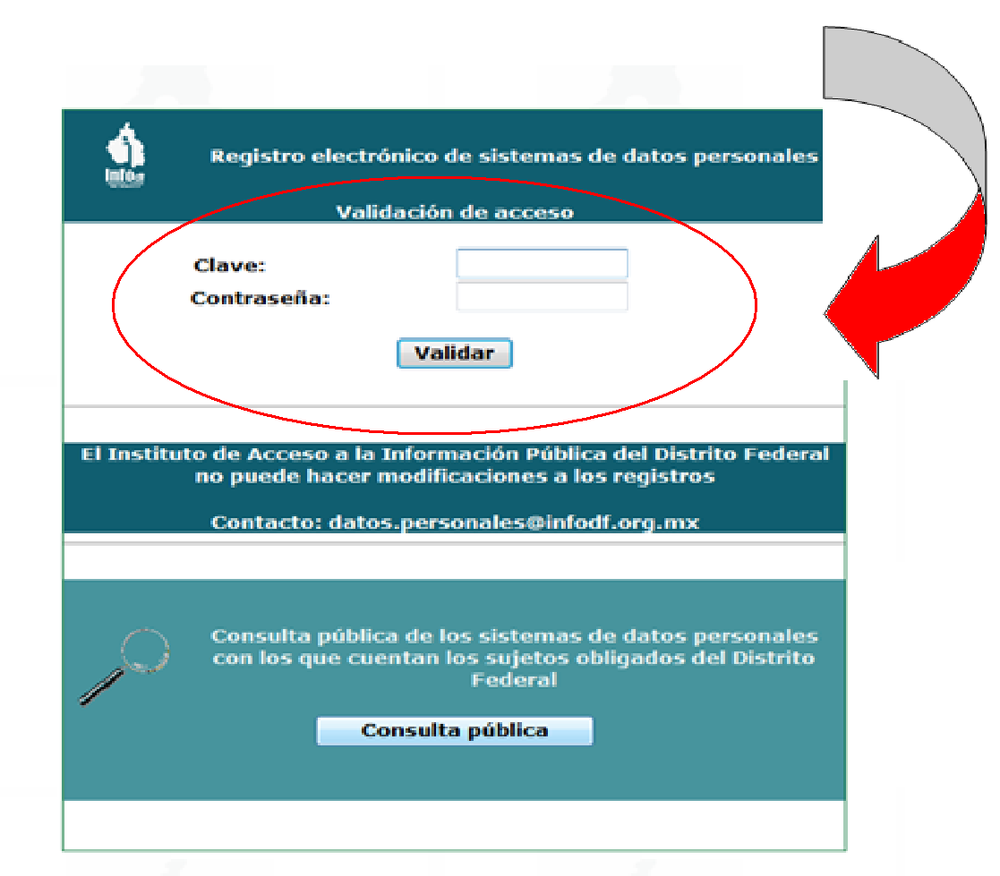 Registro electrónico de sistemas de datos personales
Validación de acceso
Clave:
Contraseña:
Validar
El Instituto de Acceso a la Información Pública del Distrito Federal
no puede hacer modificaciones a los registros
Contacto: datos.personales@infodf.org.mx
Consulta pública de los sistemas de datos personales
con los que cuentan los sujetos obligados del Distrito
Federal
Consulta pública